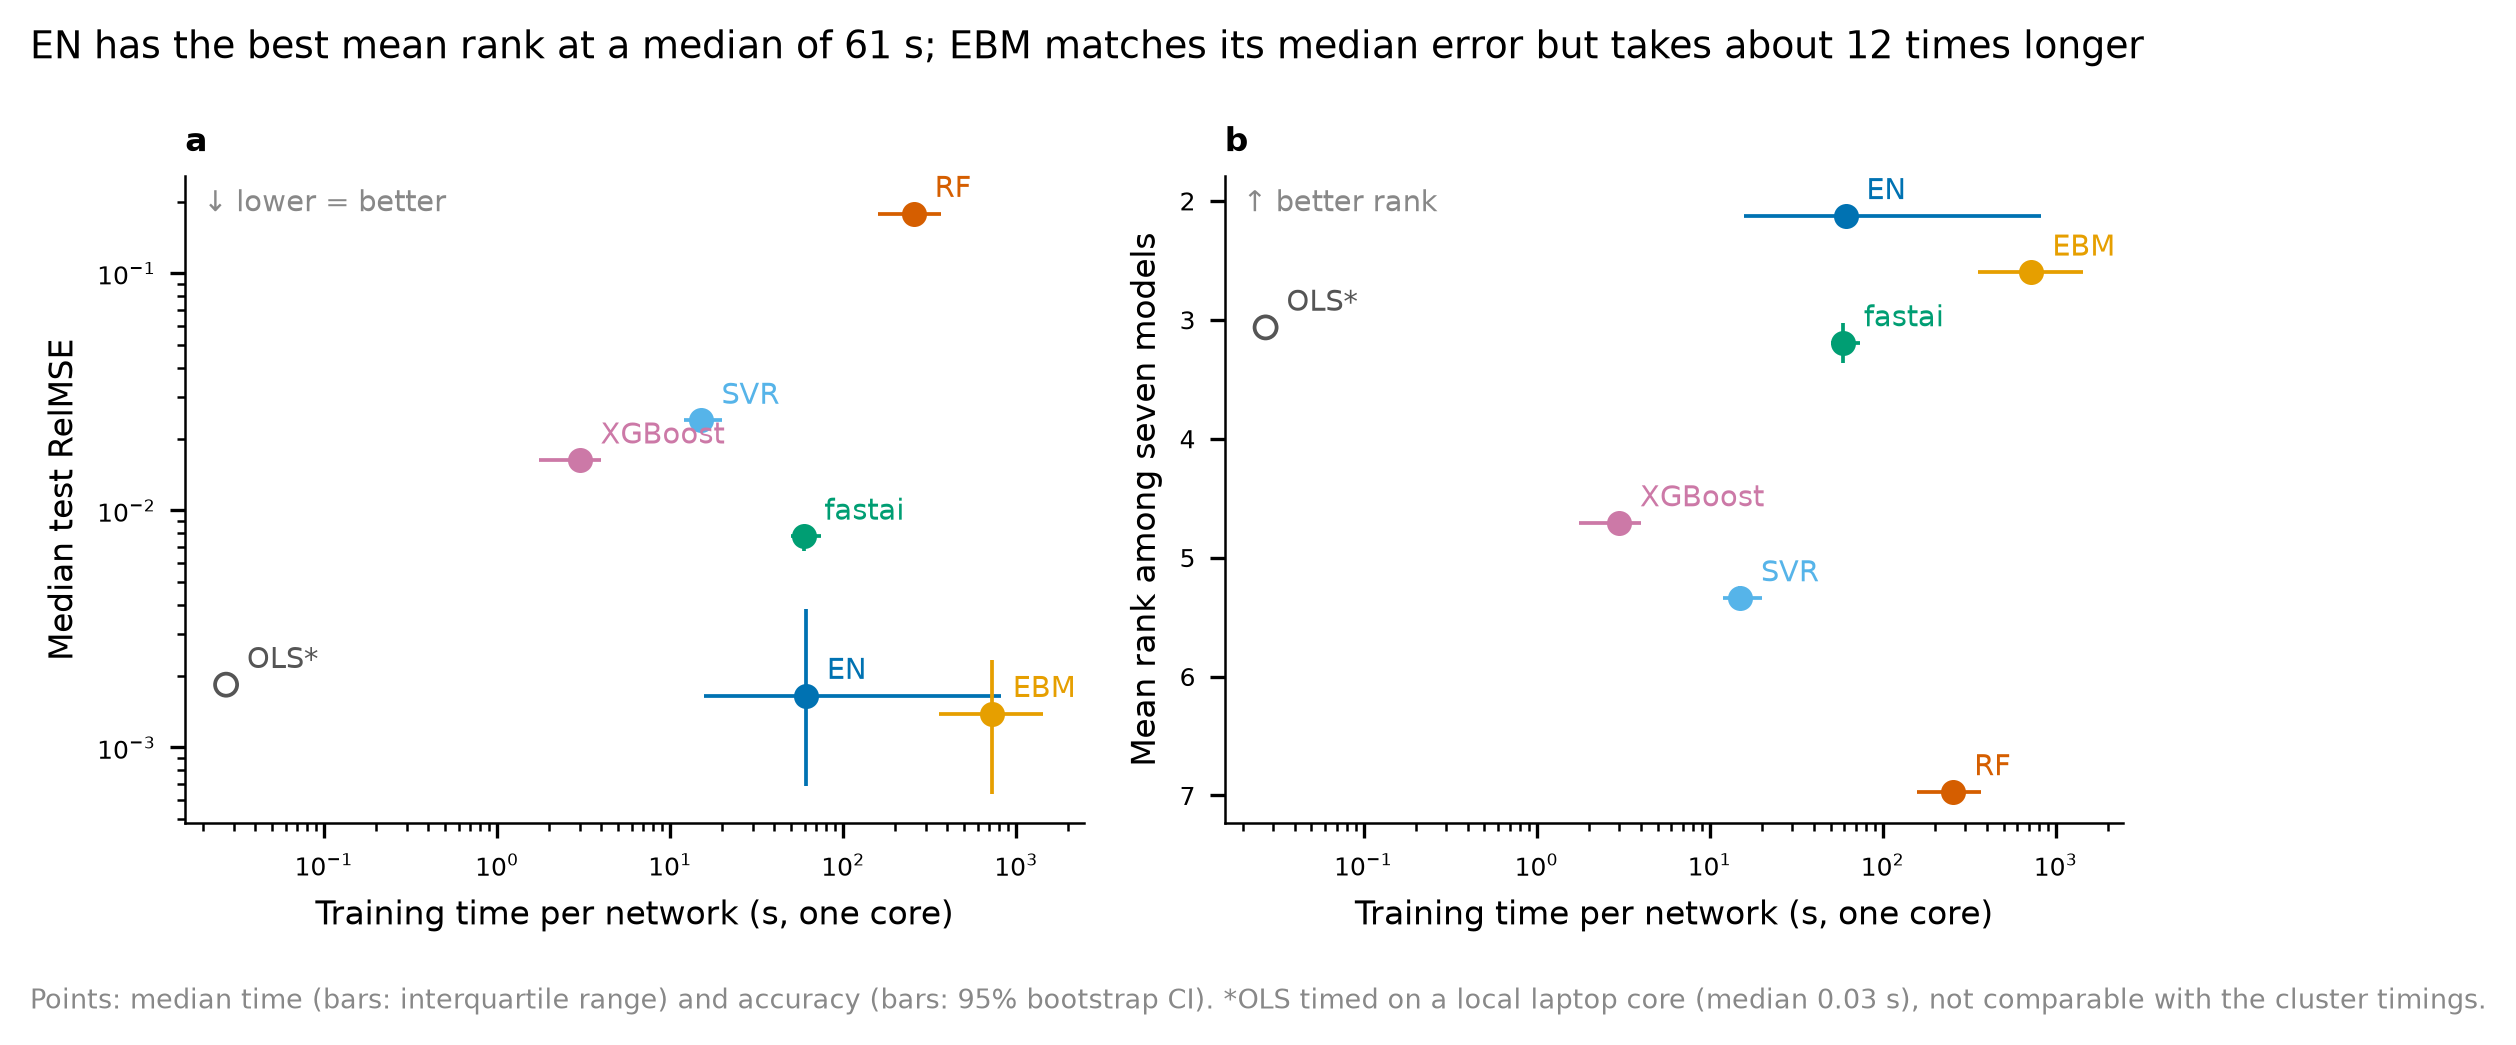 EN has the best mean rank at a median of 61 s; EBM matches its median error but takes about 12 times longer
a
↓ lower = better
RF
SVR
XGBoost
fastai
OLS*
EN
EBM
10⁻¹
10⁻²
10⁻³
Median test RelMSE
10⁻¹ 10⁰ 10¹ 10² 10³
Training time per network (s, one core)
b
↑ better rank
EN
EBM
OLS*
fastai
XGBoost
SVR
RF
2
3
4
5
6
7
Mean rank among seven models
10⁻¹ 10⁰ 10¹ 10² 10³
Training time per network (s, one core)
Points: median time (bars: interquartile range) and accuracy (bars: 95% bootstrap CI). *OLS timed on a local laptop core (median 0.03 s), not comparable with the cluster timings.